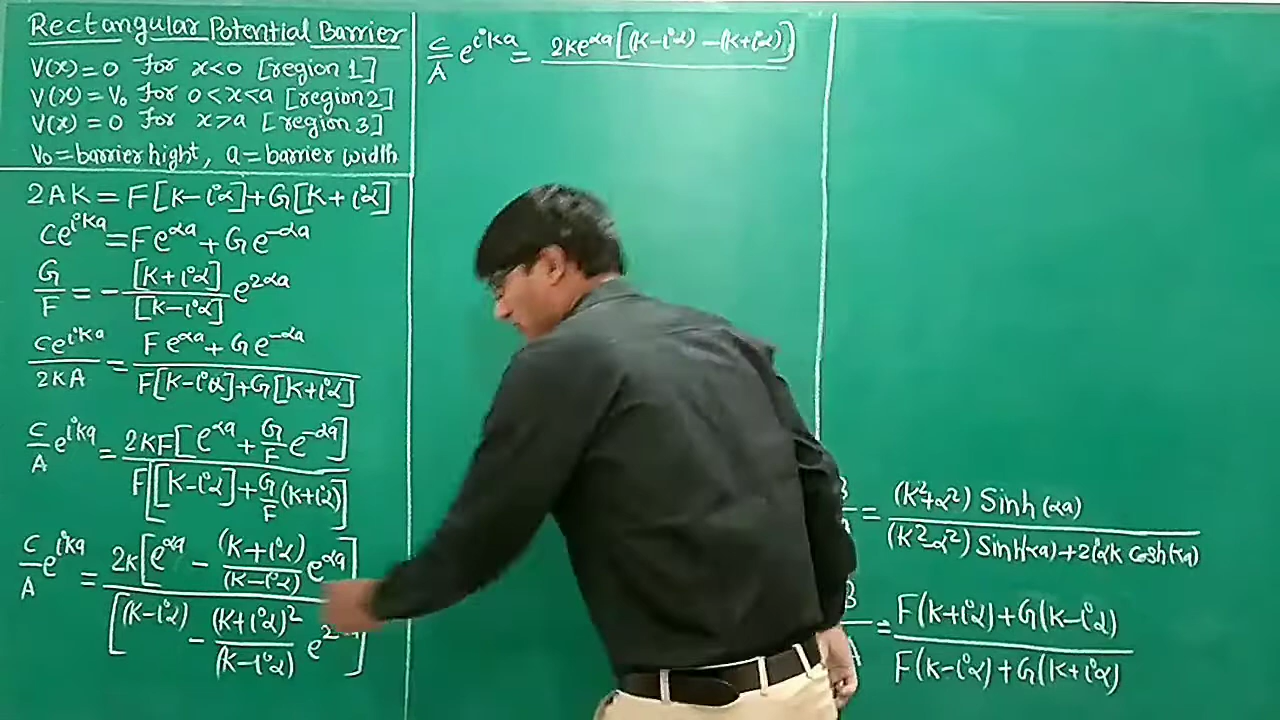 Rectangular Potential Barrier
V(x) = 0 for x<0 [region 1]
V(x) = V₀ for 0<x<a [region 2]
V(x) = 0 for x>a [region 3]
V₀ = barrier hight, a = barrier width
2AK = F[K-iα]+G[K+iα]
Ce^{ika} = Fe^{αa} + Ge^{-αa}
G/F = - [K+iα]/[K-iα] e^{2αa}
Ce^{ika}/2KA = (Fe^{αa} + Ge^{-αa})/(F[K-iα]+G[K+iα])
C/A e^{ika} = 2KF[e^{αa} + G/F e^{-αa}]/F[[K-iα]+G/F(K+iα)]
C/A e^{ika} = 2K[e^{αa} - (K+iα)/(K-iα) e^{αa}]/[(K-iα) - (K+iα)²/(K-iα) e^{2
C/A e^{ika} = 2Ke^{αa}[(K-iα) -(K+iα)]
= (K²+α²) Sinh(αa)/(K²-α²) Sinh(αa)+2iαk cosh(αa)
= F(K+iα)+G(K-iα)/F(K-iα)+G(K+iα)